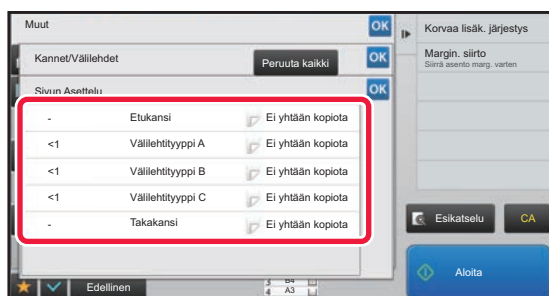 Muut
OK
Kannet/Välilehdet
Peruuta kaikki
OK
Sivun Asettelu
OK
- Etukansi Ei yhtään kopiota
<1 Välilehtityyppi A Ei yhtään kopiota
<1 Välilehtityyppi B Ei yhtään kopiota
<1 Välilehtityyppi C Ei yhtään kopiota
- Takakansi Ei yhtään kopiota
Edellinen
3 B4
4 A3
Korvaa lisäk. järjestys
Margin. siirto
Siirrä asento marg. varten
Esikatselu
CA
Aloita